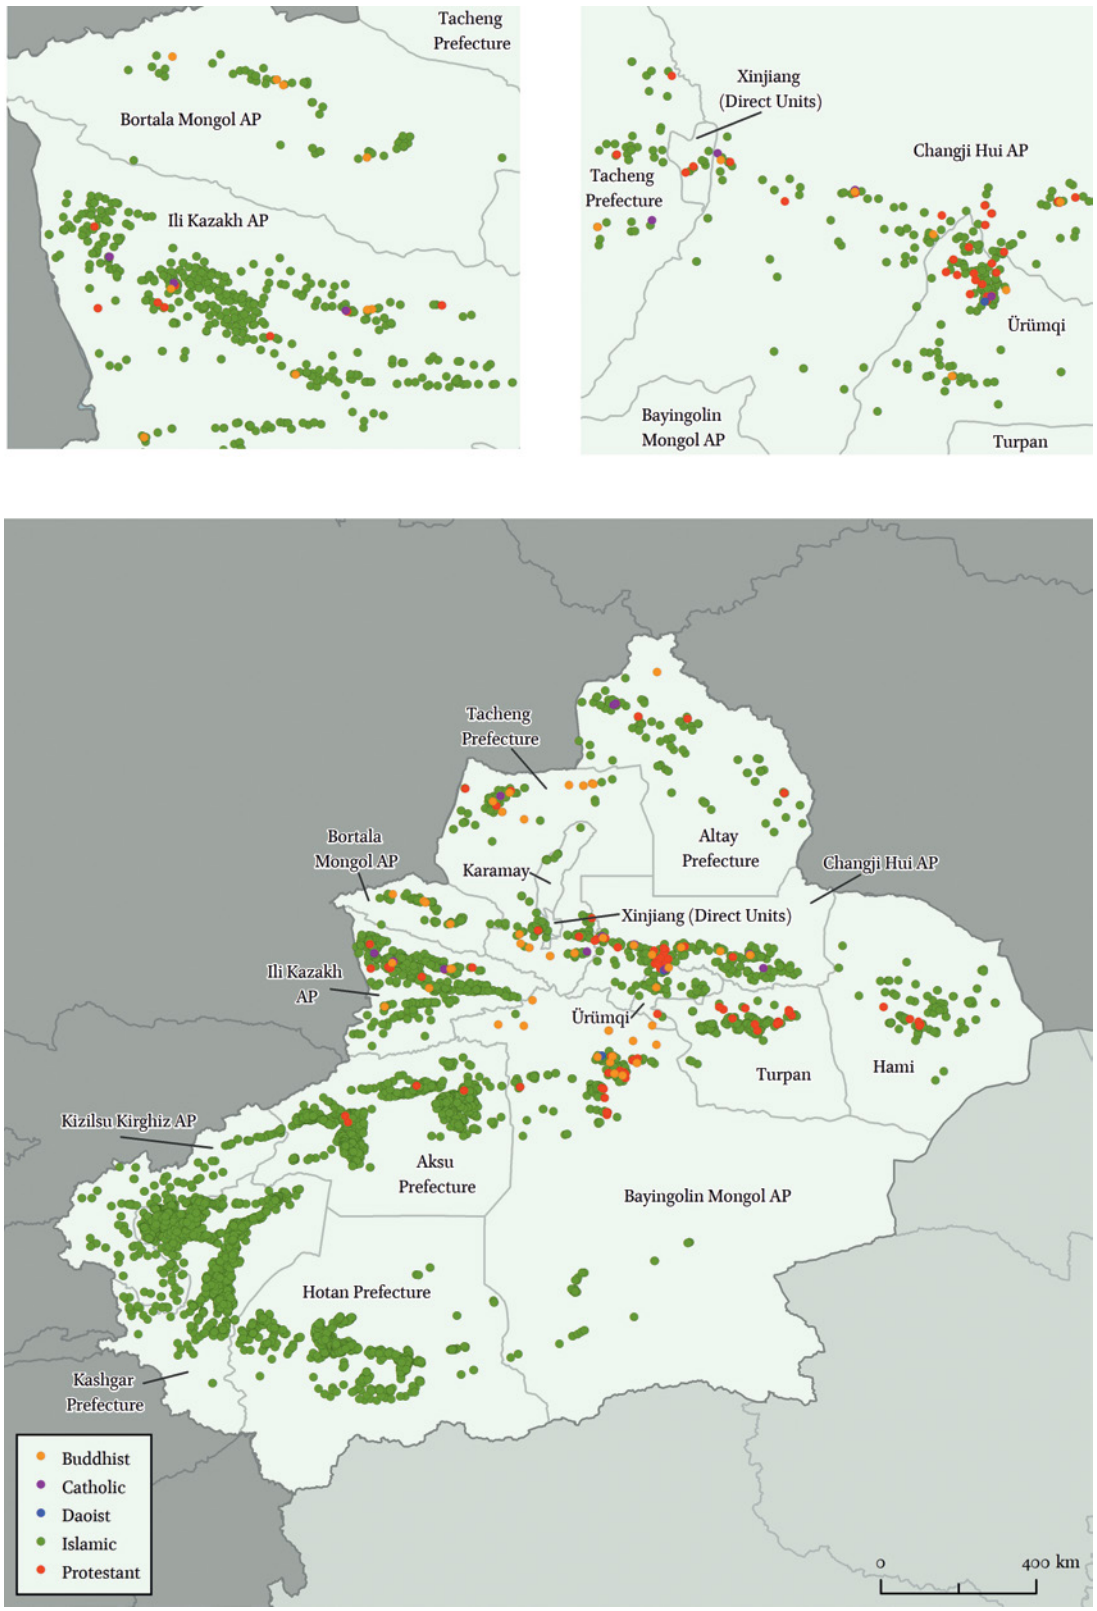 Tacheng
Prefecture
Bortala Mongol AP
Ili Kazakh AP
Xinjiang
(Direct Units)
Changji Hui AP
Tacheng
Prefecture
Ürümqi
Bayingolin
Mongol AP
Turpan
Tacheng
Prefecture
Bortala
Mongol AP
Altay
Prefecture
Changji Hui AP
Karamay
Xinjiang (Direct Units)
Ili Kazakh
AP
Ürümqi
Turpan
Hami
Kizilsu Kirghiz AP
Aksu
Prefecture
Bayingolin Mongol AP
Hotan Prefecture
Kashgar
Prefecture
Buddhist
Catholic
Daoist
Islamic
Protestant
0 400 km